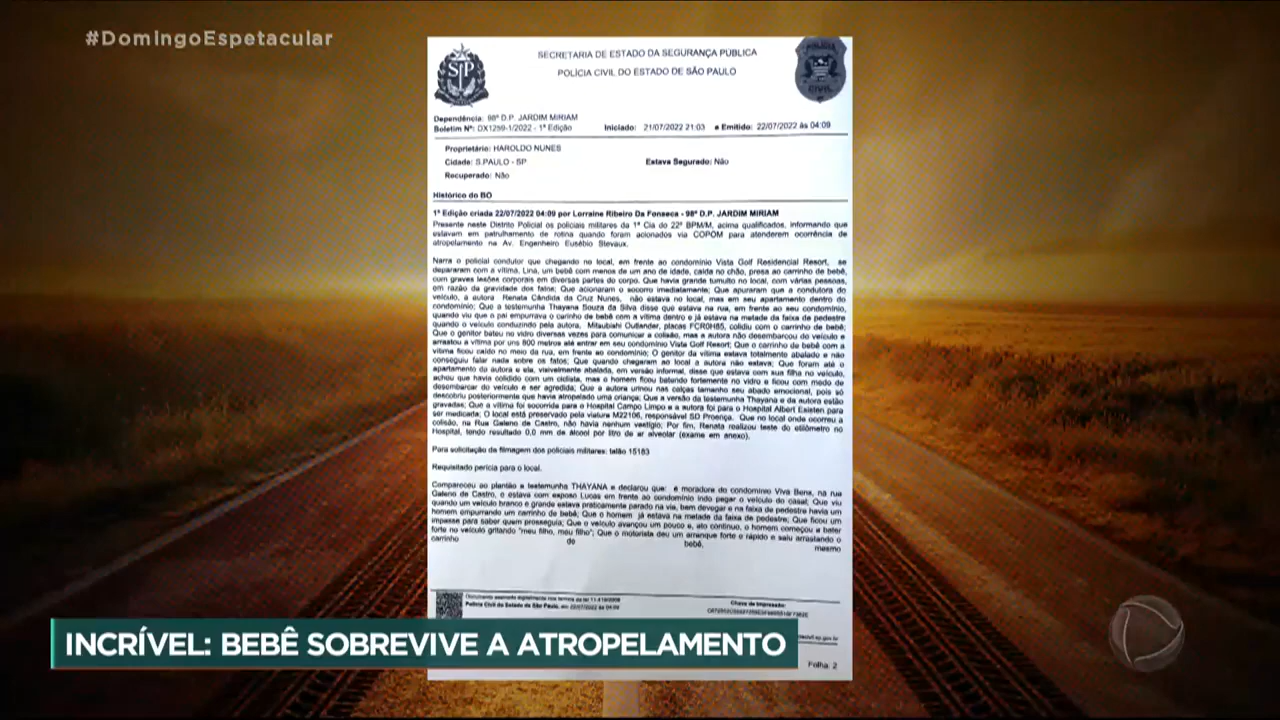 #DomingoEspetacular
SECRETARIA DE ESTADO DA SEGURANÇA PÚBLICA
POLÍCIA CIVIL DO ESTADO DE SÃO PAULO
SSP
POLÍCIA
CIVIL
Dependência: 98º D.P. JARDIM MIRIAM
Boletim Nº: DX1259-1/2022 - 1ª Edição Iniciado: 21/07/2022 21:03 e Emitido: 22/07/2022 às 04:09
Proprietário: HAROLDO NUNES
Cidade: S.PAULO - SP Estava Segurado: Não
Recuperado: Não
Histórico do BO
1ª Edição criada 22/07/2022 04:09 por Lorraine Ribeiro Da Fonseca - 98º D.P. JARDIM MIRIAM
Presente neste Distrito Policial os policiais militares da 1ª Cia do 22º BPM/M, acima qualificados, informando que
estavam em patrulhamento de rotina quando foram acionados via COPOM para atenderem ocorrência de
atropelamento na Av. Engenheiro Eusébio Stevaux.
Narra o policial condutor que chegando no local, em frente ao condomínio Vista Golf Residencial Resort, se
depararam com a vítima, Lina, um bebê com menos de um ano de idade, caída no chão, presa ao carrinho de bebê,
com graves lesões corporais em diversas partes do corpo. Que havia grande tumulto no local, com várias pessoas,
em razão da gravidade dos fatos; Que acionaram o socorro imediatamente; Que apuraram que a condutora do
veículo, a autora Renata Cândida da Cruz Nunes, não estava no local, mas em seu apartamento dentro do
condomínio; Que a testemunha Thayana Souza da Silva disse que estava na rua, em frente ao seu condomínio,
quando viu que o pai empurrava o carrinho de bebê com a vítima dentro e já estava na metade da faixa de pedestre
quando o veículo conduzindo pela autora, Mitsubishi Outlander, placas FCR0H85, colidiu com o carrinho de bebê;
Que o genitor bateu no vidro diversas vezes para comunicar a colisão, mas a autora não desembarcou do veículo e
arrastou a vítima por uns 800 metros até entrar em seu condomínio Vista Golf Resort; Que o carrinho de bebê com a
vítima ficou caído no meio da rua, em frente ao condomínio; O genitor da vítima estava totalmente abalado e não
conseguiu falar nada sobre os fatos; Que quando chegaram ao local a autora não estava; Que foram até o
apartamento da autora e ela, visivelmente abalada, em versão informal, disse que estava com sua filha no veículo,
achou que havia colidido com um ciclista, mas o homem ficou batendo fortemente no vidro e ficou com medo de
desembarcar do veículo e ser agredida; Que a autora urinou nas calças tamanho seu abado emocional, pois só
descobriu posteriormente que havia atropelado uma criança; Que a versão da testemunha Thayana e da autora estão
gravadas; Que a vítima foi socorrida para o Hospital Campo Limpo e a autora foi para o Hospital Albert Eisten para
ser medicada; O local está preservado pela viatura M22106, responsável SD Proença. Que no local onde ocorreu a
colisão, na Rua Galeno de Castro, não havia nenhum vestígio; Por fim, Renata realizou teste do etilômetro no
Hospital, tendo resultado 0,0 mm de álcool por litro de ar alveolar (exame em anexo).
Para solicitação da filmagem dos policiais militares: talão 15183
Requisitado perícia para o local.
Compareceu ao plantão a testemunha THAYANA e declarou que: é moradora do condomínio Viva Bens, na rua
Galeno de Castro, e estava com esposo Lucas em frente ao condomínio indo pegar o veículo do casal; Que viu
quando um veículo branco e grande estava praticamente parado na via, bem devagar e na faixa de pedestre havia um
homem empurrando um carrinho de bebê; Que o homem já estava na metade da faixa de pedestre; Que ficou um
impasse para saber quem prosseguia; Que o veículo avançou um pouco e, ato contínuo, o homem começou a bater
forte no veículo gritando "meu filho, meu filho"; Que o motorista deu um arranque forte e rápido e saiu arrastando o
carrinho de bebê, mesmo
Polícia Civil do Estado de São Paulo, em 22/07/2022 às 04:09
Chave de Impressão:
INCRÍVEL: BEBÊ SOBREVIVE A ATROPELAMENTO
Folha: 2